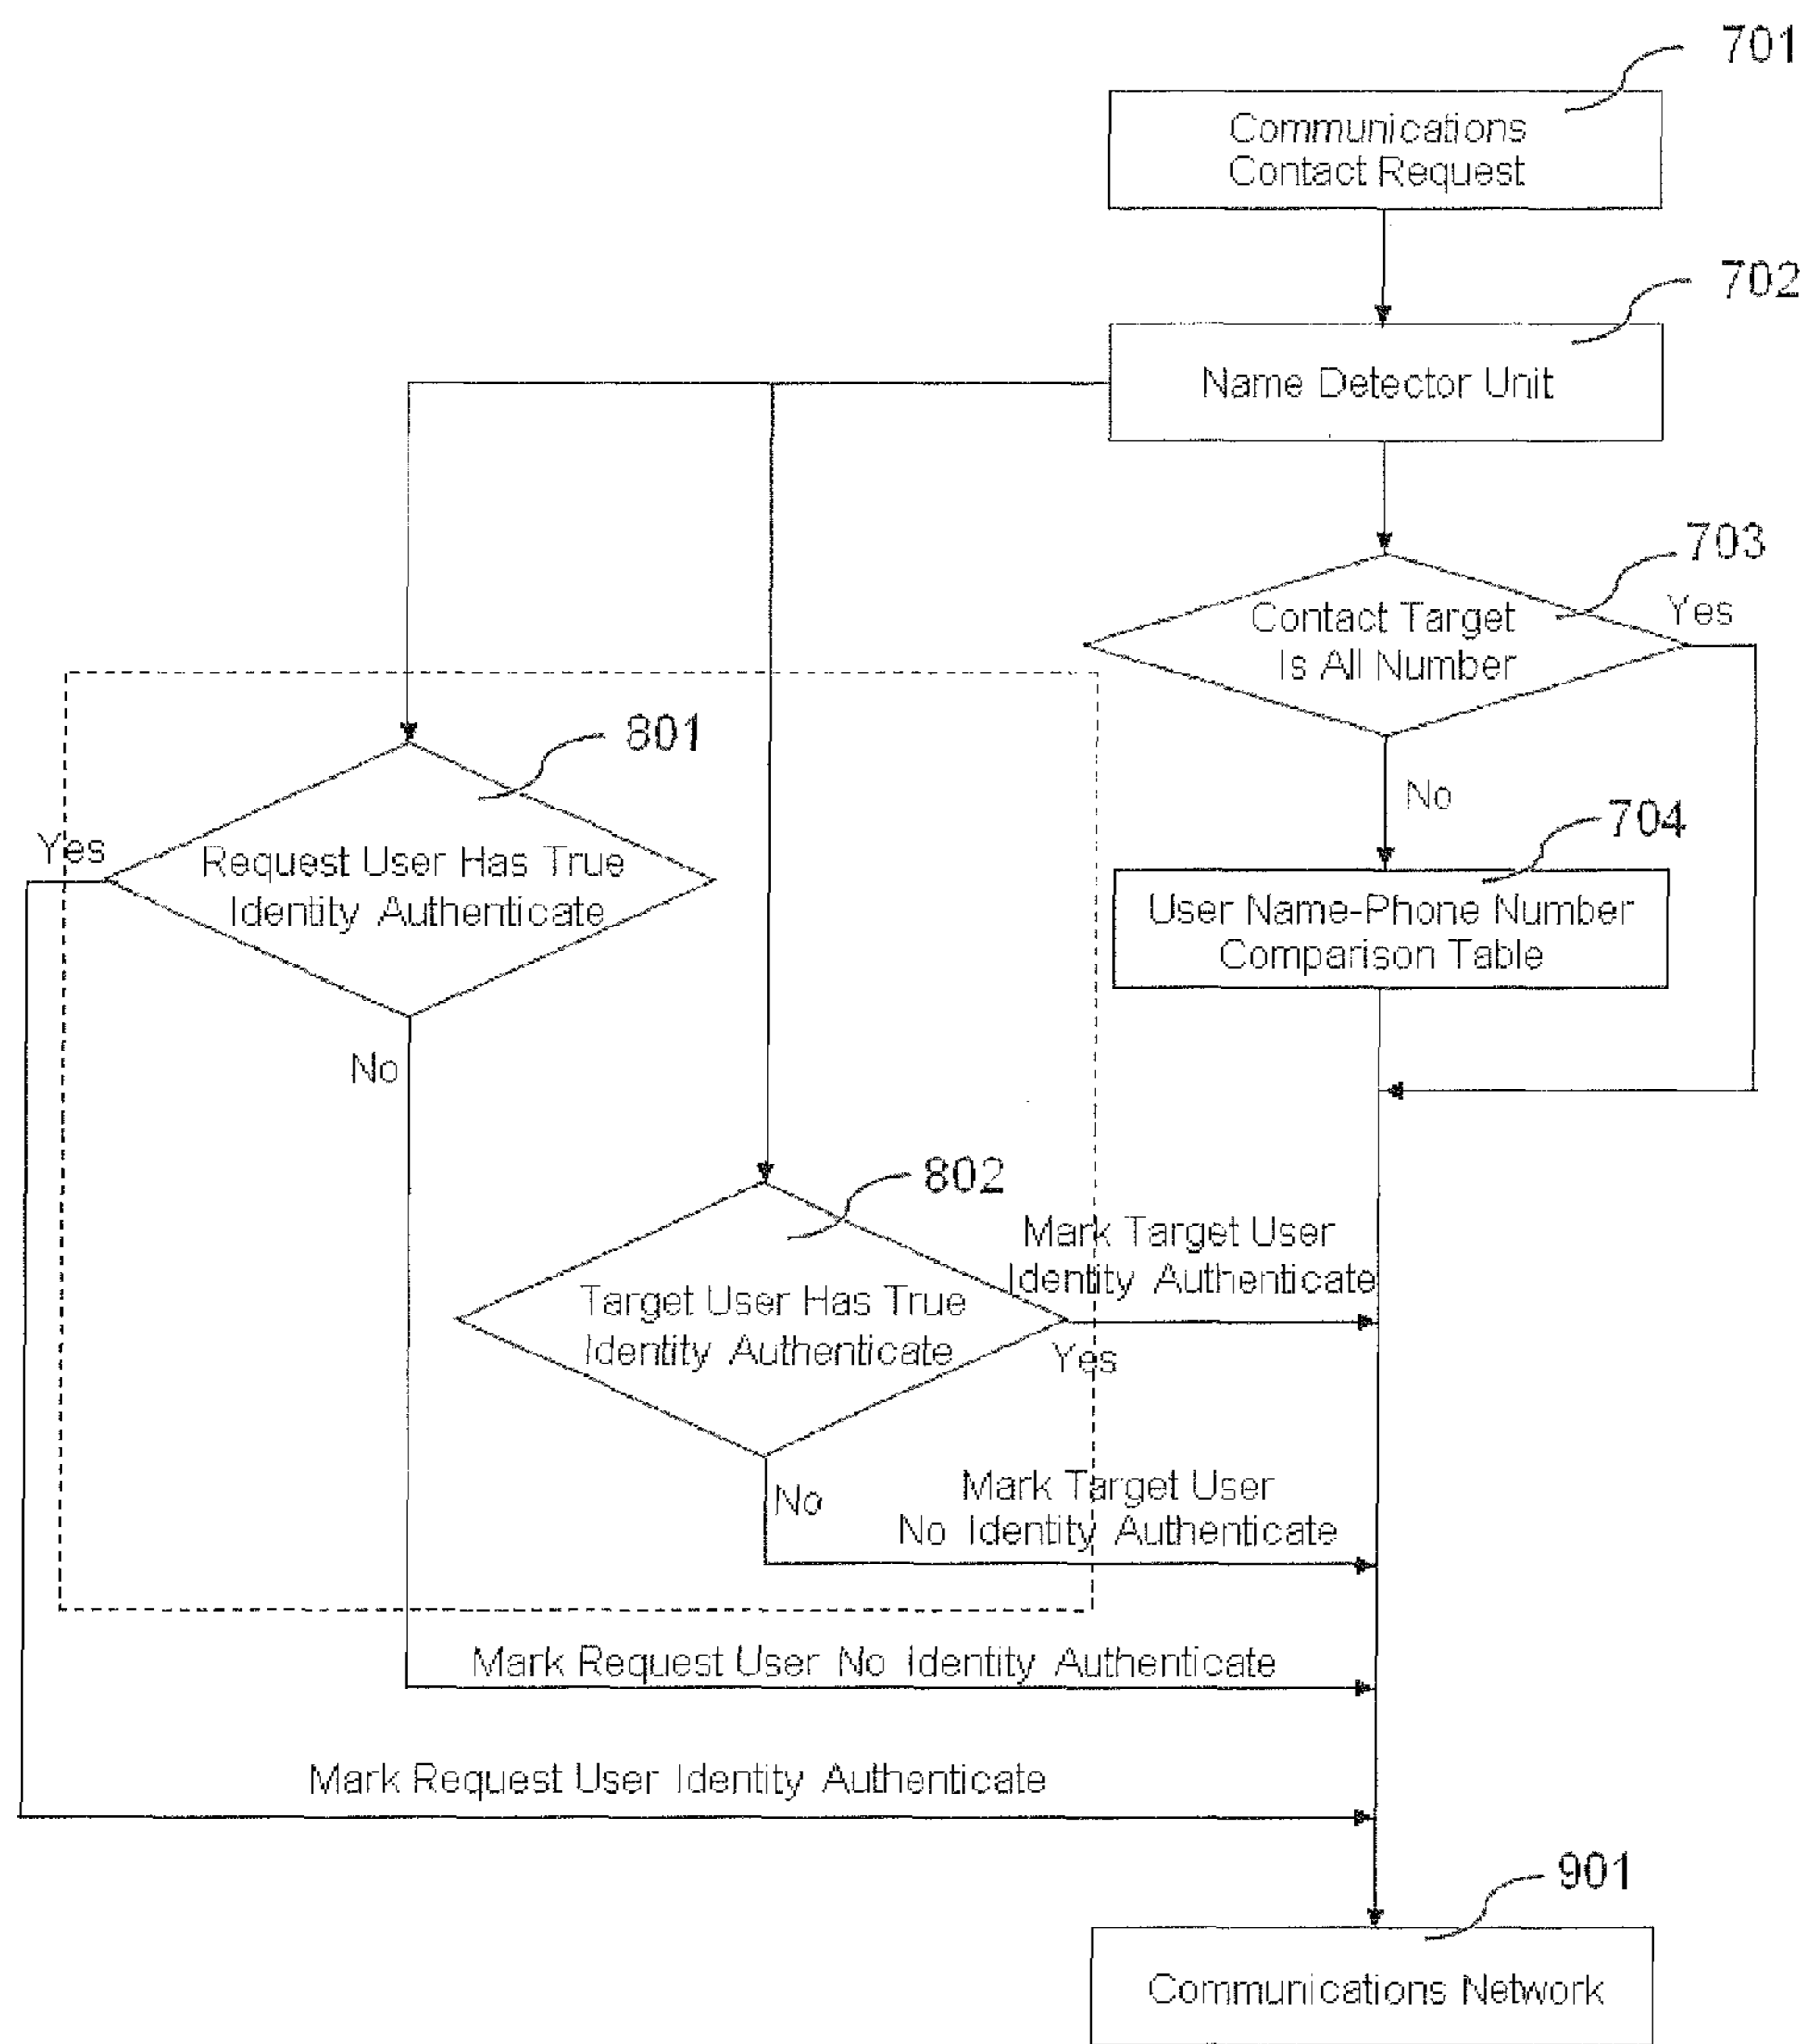 701
Communications
Contact Request
702
Name Detector Unit
703
Contact Target
Is All Number
Yes
No
801
Yes
Request User Has True
Identity Authenticate
No
704
User Name-Phone Number
Comparison Table
802
Mark Target User
Identity Authenticate
Target User Has True
Identity Authenticate
Yes
No
Mark Target User
No Identity Authenticate
Mark Request User No Identity Authenticate
Mark Request User Identity Authenticate
901
Communications Network